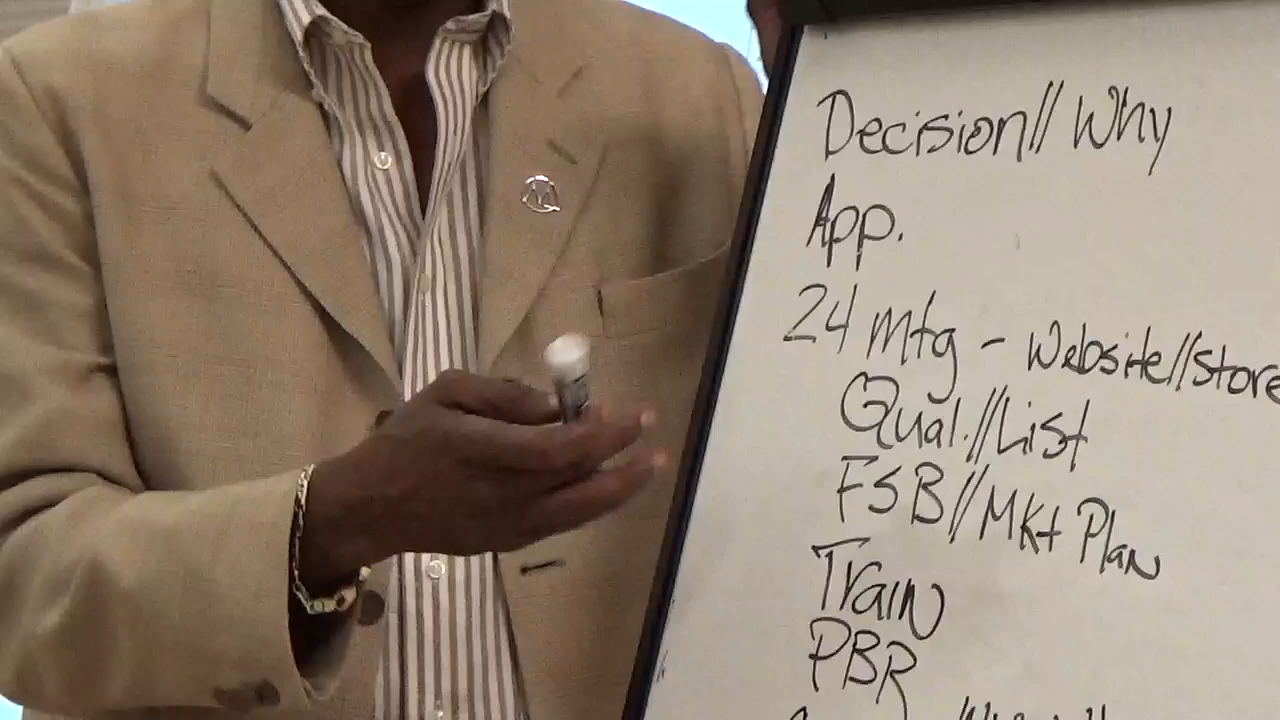 Decision// Why
App.
24 Mtg - Website//Store
Qual.//List
FSB//Mkt Plan
Train
PBR